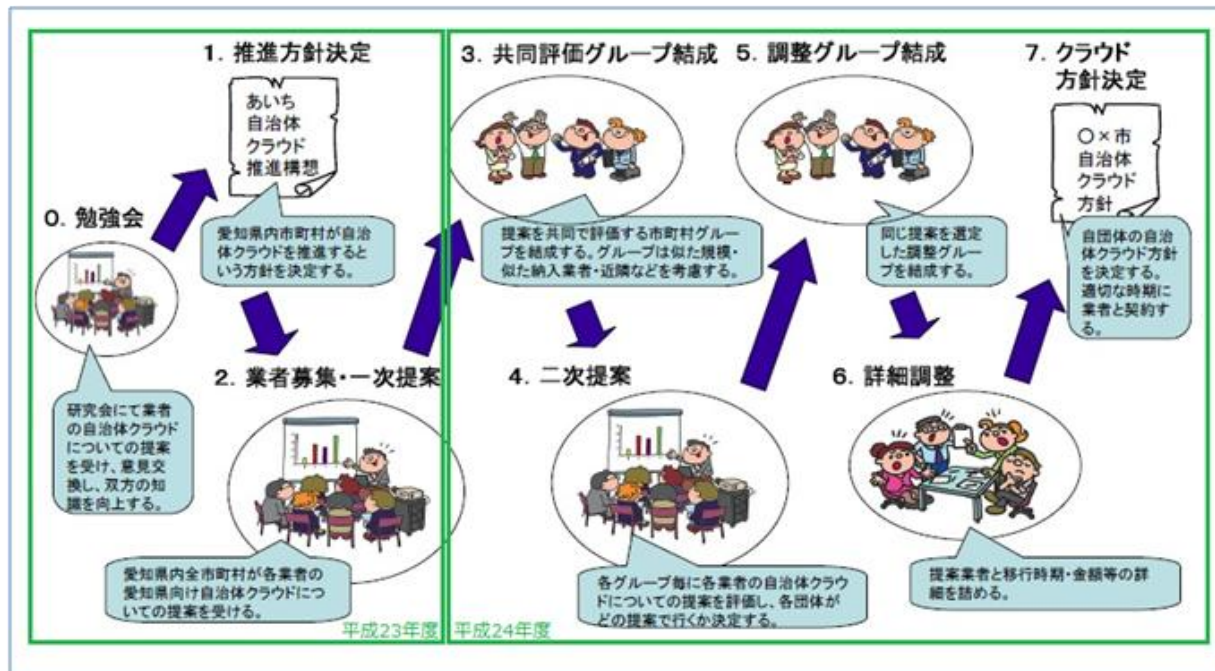 0. 勉強会
研究会にて業者
の自治体クラウド
についての提案
を受け、意見交
換し、双方の知
識を向上する。
1. 推進方針決定
あいち
自治体
クラウド
推進構想
愛知県内市町村が自治
体クラウドを推進すると
いう方針を決定する。
2. 業者募集・一次提案
愛知県内全市町村が各業者の
愛知県向け自治体クラウドにつ
いての提案を受ける。
平成23年度
3. 共同評価グループ結成
提案を共同で評価する市町村グルー
プを結成する。グループは似た規模・
似た納入業者・近隣などを考慮する。
4. 二次提案
各グループ毎に各業者の自治体クラウ
ドについての提案を評価し、各団体が
どの提案で行くか決定する。
5. 調整グループ結成
同じ提案を選定
した調整グルー
プを結成する。
6. 詳細調整
提案業者と移行時期・金額等の詳
細を詰める。
7. クラウド
方針決定
○×市
自治体
クラウド
方針
自団体の自治
体クラウド方針
を決定する。
適切な時期に
業者と契約す
る。
平成24年度